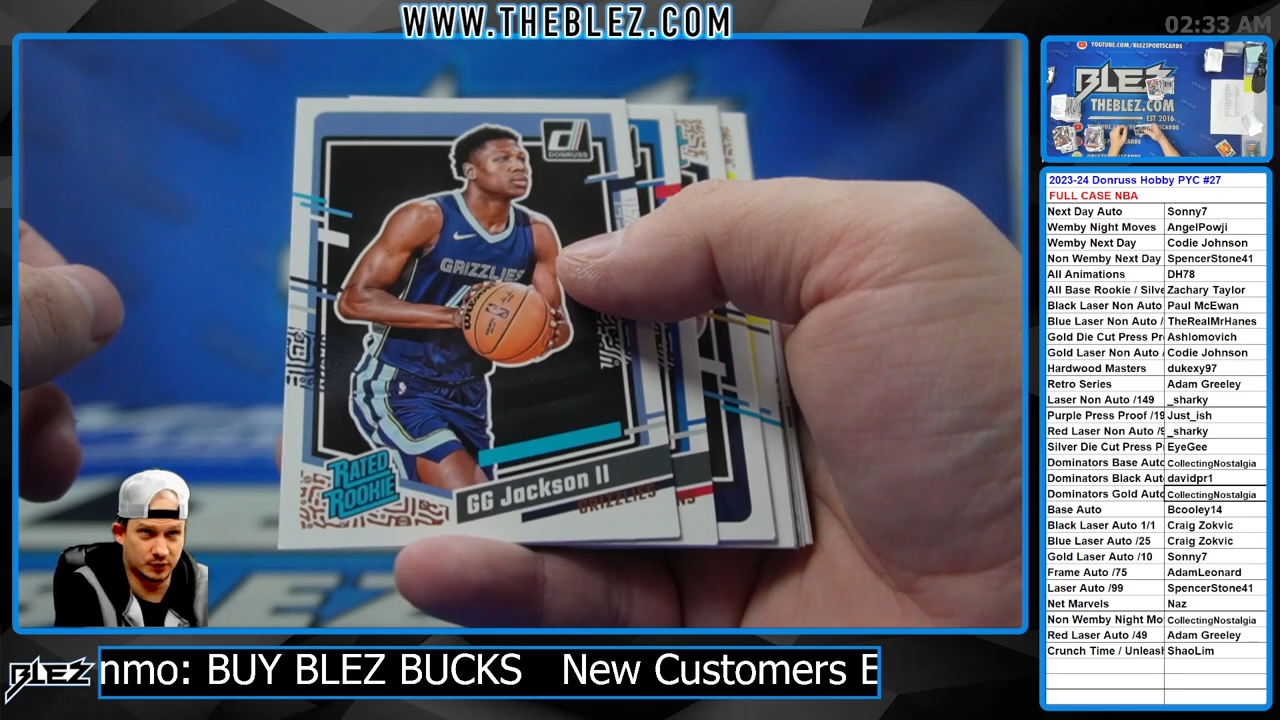 WWW.THEBLEZ.COM
02:33 AM
DONRUSS
GRIZZLIES
RATED
ROOKIE
GG Jackson II
GRIZZLIES
YOUTUBE.COM/BLEZSPORTSCARDS
BLEZ
THEBLEZ.COM
EST 2016
2023-24 Donruss Hobby PYC #27
FULL CASE NBA
Next Day Auto Sonny7
Wemby Night Moves AngelPowji
Wemby Next Day Codie Johnson
Non Wemby Next Day SpencerStone41
All Animations DH78
All Base Rookie / Silve Zachary Taylor
Black Laser Non Auto Paul McEwan
Blue Laser Non Auto / TheRealMrHanes
Gold Die Cut Press Pr Ashlomovich
Gold Laser Non Auto / Codie Johnson
Hardwood Masters dukexy97
Retro Series Adam Greeley
Laser Non Auto /149 _sharky
Purple Press Proof /19 Just_ish
Red Laser Non Auto /9 _sharky
Silver Die Cut Press P EyeGee
Dominators Base Auto CollectingNostalgia
Dominators Black Aut davidpr1
Dominators Gold Auto CollectingNostalgia
Base Auto Bcooley14
Black Laser Auto 1/1 Craig Zokvic
Blue Laser Auto /25 Craig Zokvic
Gold Laser Auto /10 Sonny7
Frame Auto /75 AdamLeonard
Laser Auto /99 SpencerStone41
Net Marvels Naz
Non Wemby Night Mo CollectingNostalgia
Red Laser Auto /49 Adam Greeley
Crunch Time / Unleash ShaoLim
BLEZ
nmo: BUY BLEZ BUCKS New Customers E